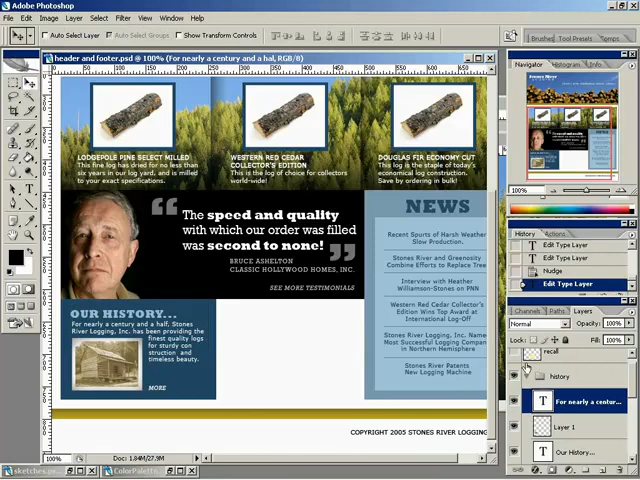 Adobe Photoshop
File Edit Image Layer Select Filter View Window Help
Auto Select Layer Auto Select Groups Show Transform Controls
Brushes Tool Presets Comps
header and footer.psd @ 100% (For nearly a century and a hal, RGB/8)
Navigator Histogram Info
LODGEPOLE PINE SELECT MILLED
This fine log has dried for no less than
six years in our log yard, and is milled
to your exact specifications.
WESTERN RED CEDAR
COLLECTOR'S EDITION
This is the log of choice for collectors
world-wide!
DOUGLAS FIR ECONOMY CUT
This log is the staple of today's
economical log construction.
Save by ordering in bulk!
100%
The speed and quality
with which our order was filled
was second to none!
BRUCE ASHELTON
CLASSIC HOLLYWOOD HOMES, INC.
SEE MORE TESTIMONIALS
NEWS
Recent Spurts of Harsh Weather
Slow Production.
Stones River and Greenosity
Combine Efforts to Replace Tree
Interview with Heather
Williamson-Stones on PNN
Western Red Cedar Collector's
Edition Wins Top Award at
International Log-Off
Stones River Logging, Inc. Name
Most Successful Logging Compan
in Northern Hemisphere
Stones River Patents
New Logging Machine
OUR HISTORY...
For nearly a century and a half, Stones
River Logging, Inc. has been providing the
finest quality logs
for sturdy con
struction and
timeless beauty.
MORE
COPYRIGHT 2005 STONES RIVER LOGGING
History Actions
Edit Type Layer
Edit Type Layer
Nudge
Edit Type Layer
Channels Paths Layers
Normal Opacity: 100%
Lock: Fill: 100%
recall
history
For nearly a centur...
Layer 1
Our History...
100% Doc: 1.84M/27.9M
sketches.p... ColorPalett...